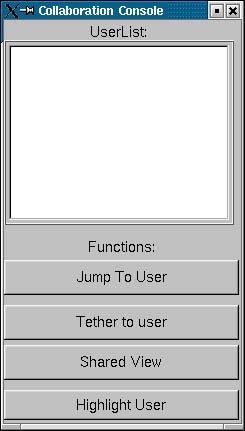 Collaboration Console
UserList:
Functions:
Jump To User
Tether to user
Shared View
Highlight User